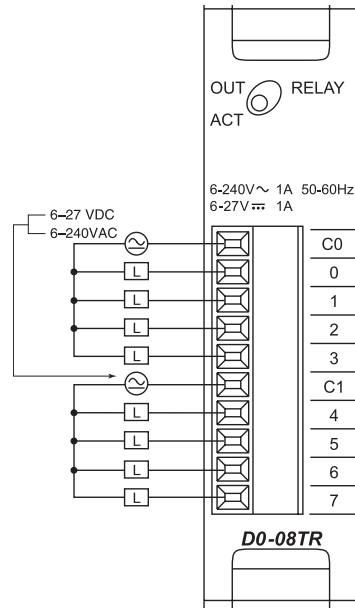 OUT RELAY
ACT
6-240V~ 1A 50-60Hz
6-27V⎓ 1A
6–27 VDC
6–240VAC
C0
L 0
L 1
L 2
L 3
C1
L 4
L 5
L 6
L 7
D0-08TR